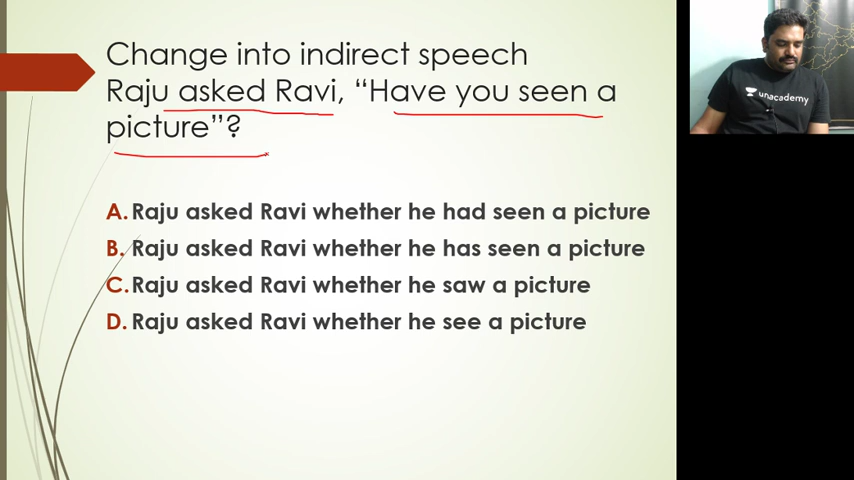 Change into indirect speech
Raju asked Ravi, “Have you seen a
picture”?
A. Raju asked Ravi whether he had seen a picture
B. Raju asked Ravi whether he has seen a picture
C. Raju asked Ravi whether he saw a picture
D. Raju asked Ravi whether he see a picture
unacademy